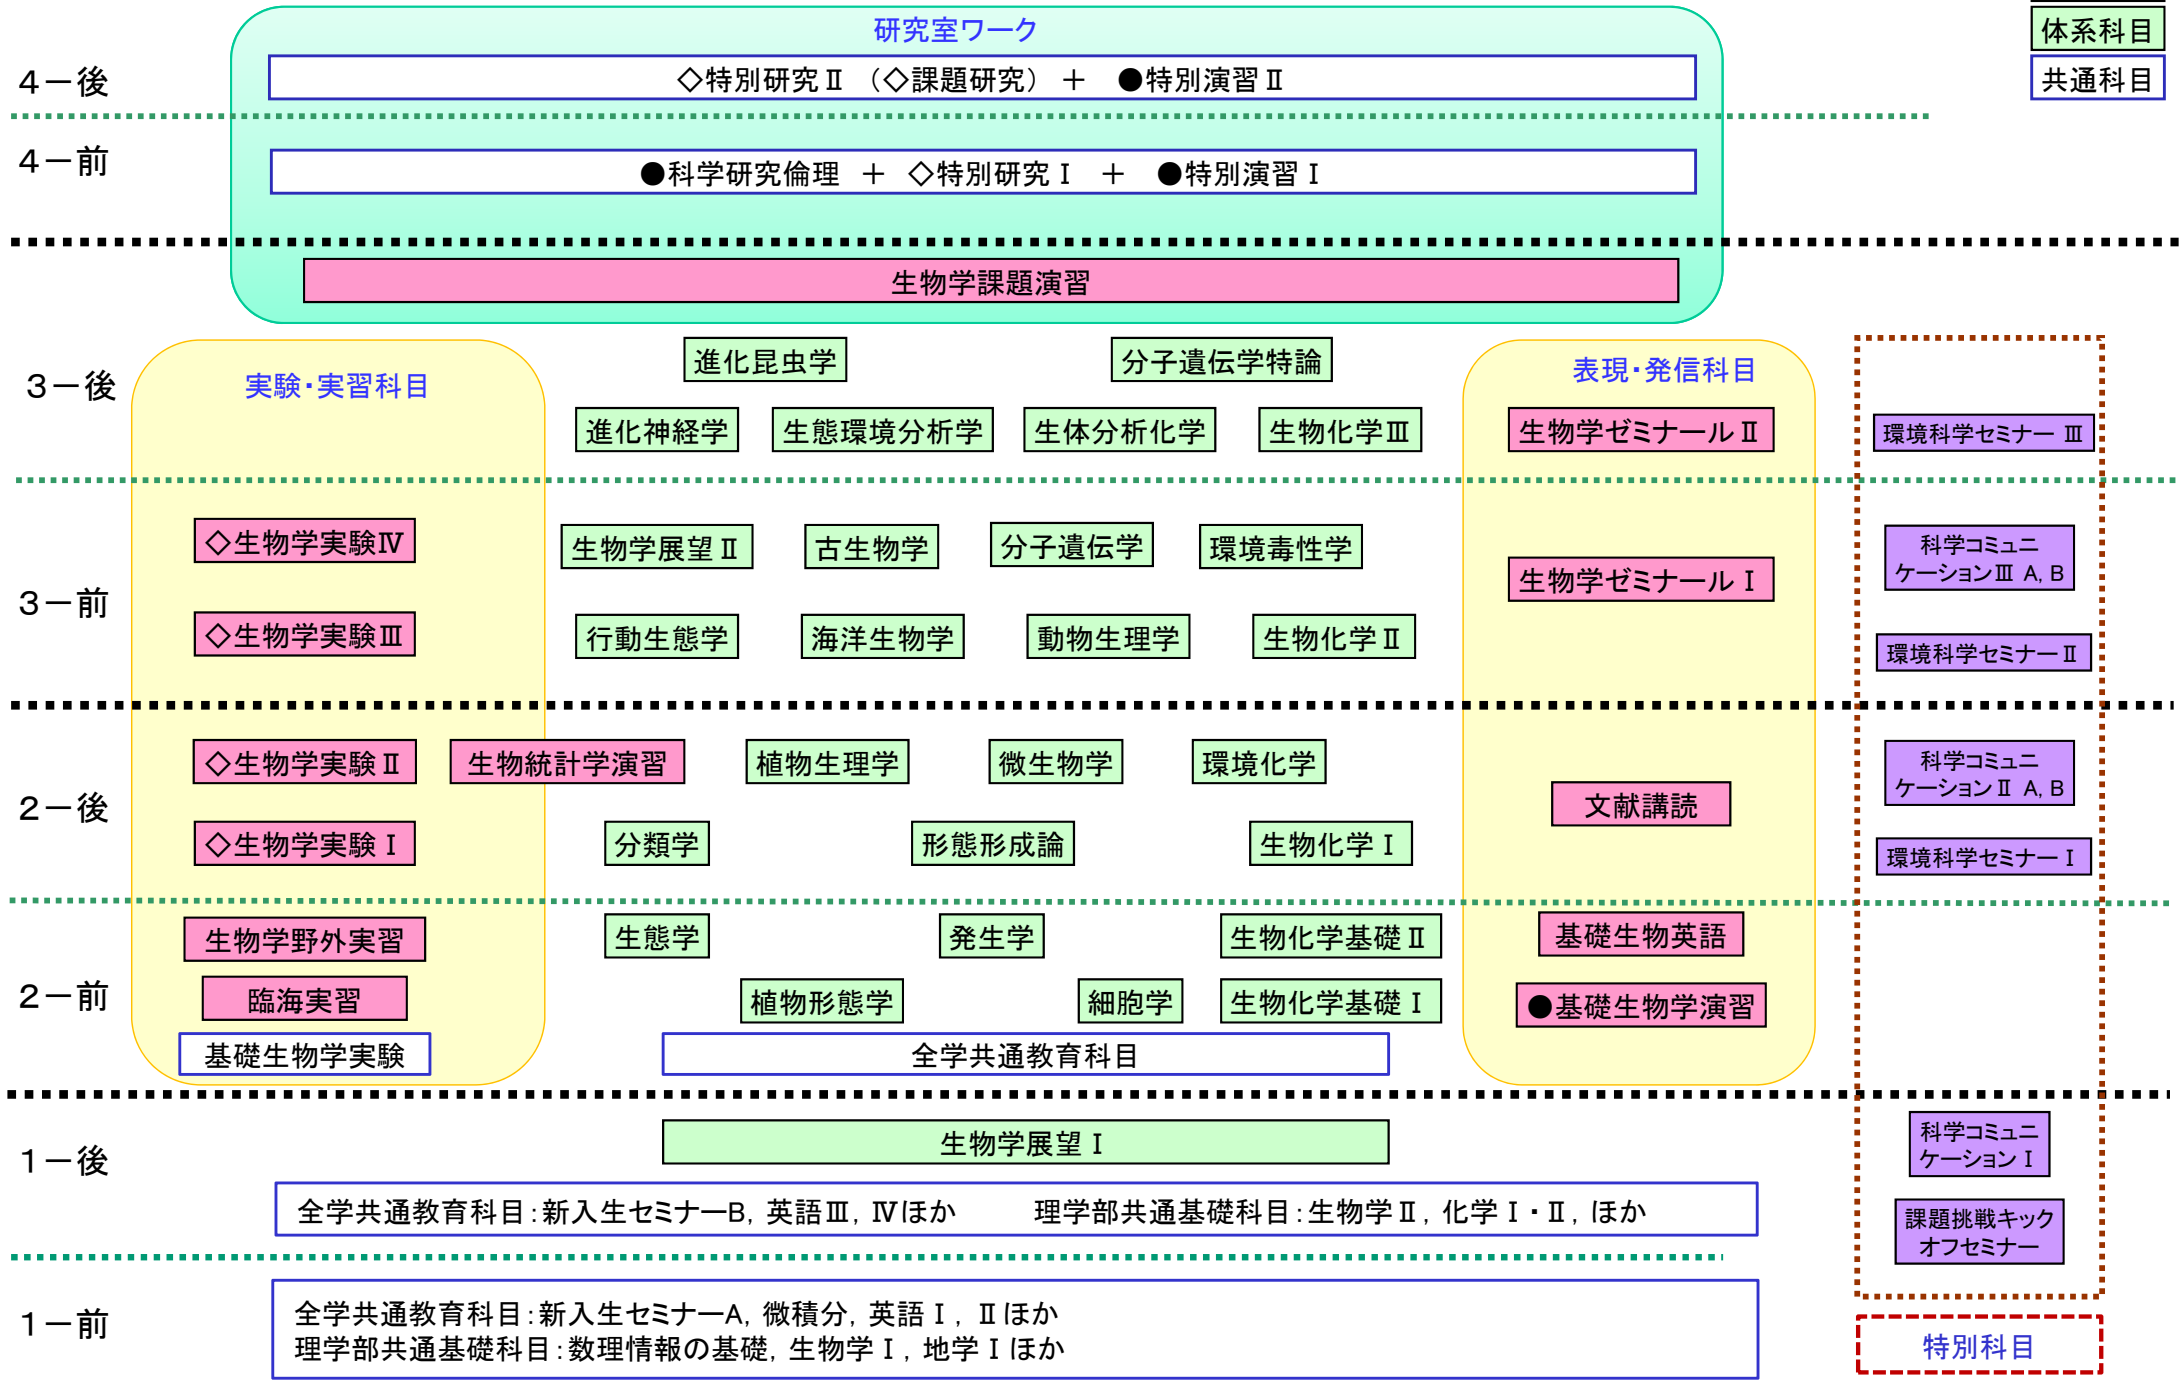 体系科目
共通科目
研究室ワーク
4－後
◇特別研究Ⅱ （◇課題研究） ＋ ●特別演習Ⅱ
4－前
●科学研究倫理 ＋ ◇特別研究Ⅰ ＋ ●特別演習Ⅰ
生物学課題演習
3－後
実験・実習科目
進化昆虫学
分子遺伝学特論
表現・発信科目
進化神経学
生態環境分析学
生体分析化学
生物化学Ⅲ
生物学ゼミナールⅡ
環境科学セミナー Ⅲ
3－前
◇生物学実験Ⅳ
生物学展望Ⅱ
古生物学
分子遺伝学
環境毒性学
生物学ゼミナールⅠ
科学コミュニ
ケーションⅢ A, B
◇生物学実験Ⅲ
行動生態学
海洋生物学
動物生理学
生物化学Ⅱ
環境科学セミナーⅡ
2－後
◇生物学実験Ⅱ
生物統計学演習
植物生理学
微生物学
環境化学
文献講読
科学コミュニ
ケーションⅡ A, B
◇生物学実験Ⅰ
分類学
形態形成論
生物化学Ⅰ
環境科学セミナーⅠ
2－前
生物学野外実習
生態学
発生学
生物化学基礎Ⅱ
基礎生物英語
臨海実習
植物形態学
細胞学
生物化学基礎Ⅰ
●基礎生物学演習
基礎生物学実験
全学共通教育科目
1－後
生物学展望Ⅰ
科学コミュニ
ケーションⅠ
全学共通教育科目：新入生セミナーB, 英語Ⅲ, Ⅳほか 理学部共通基礎科目：生物学Ⅱ, 化学Ⅰ・Ⅱ, ほか
課題挑戦キック
オフセミナー
1－前
全学共通教育科目：新入生セミナーA, 微積分, 英語Ⅰ, Ⅱほか
理学部共通基礎科目：数理情報の基礎, 生物学Ⅰ, 地学Ⅰほか
特別科目